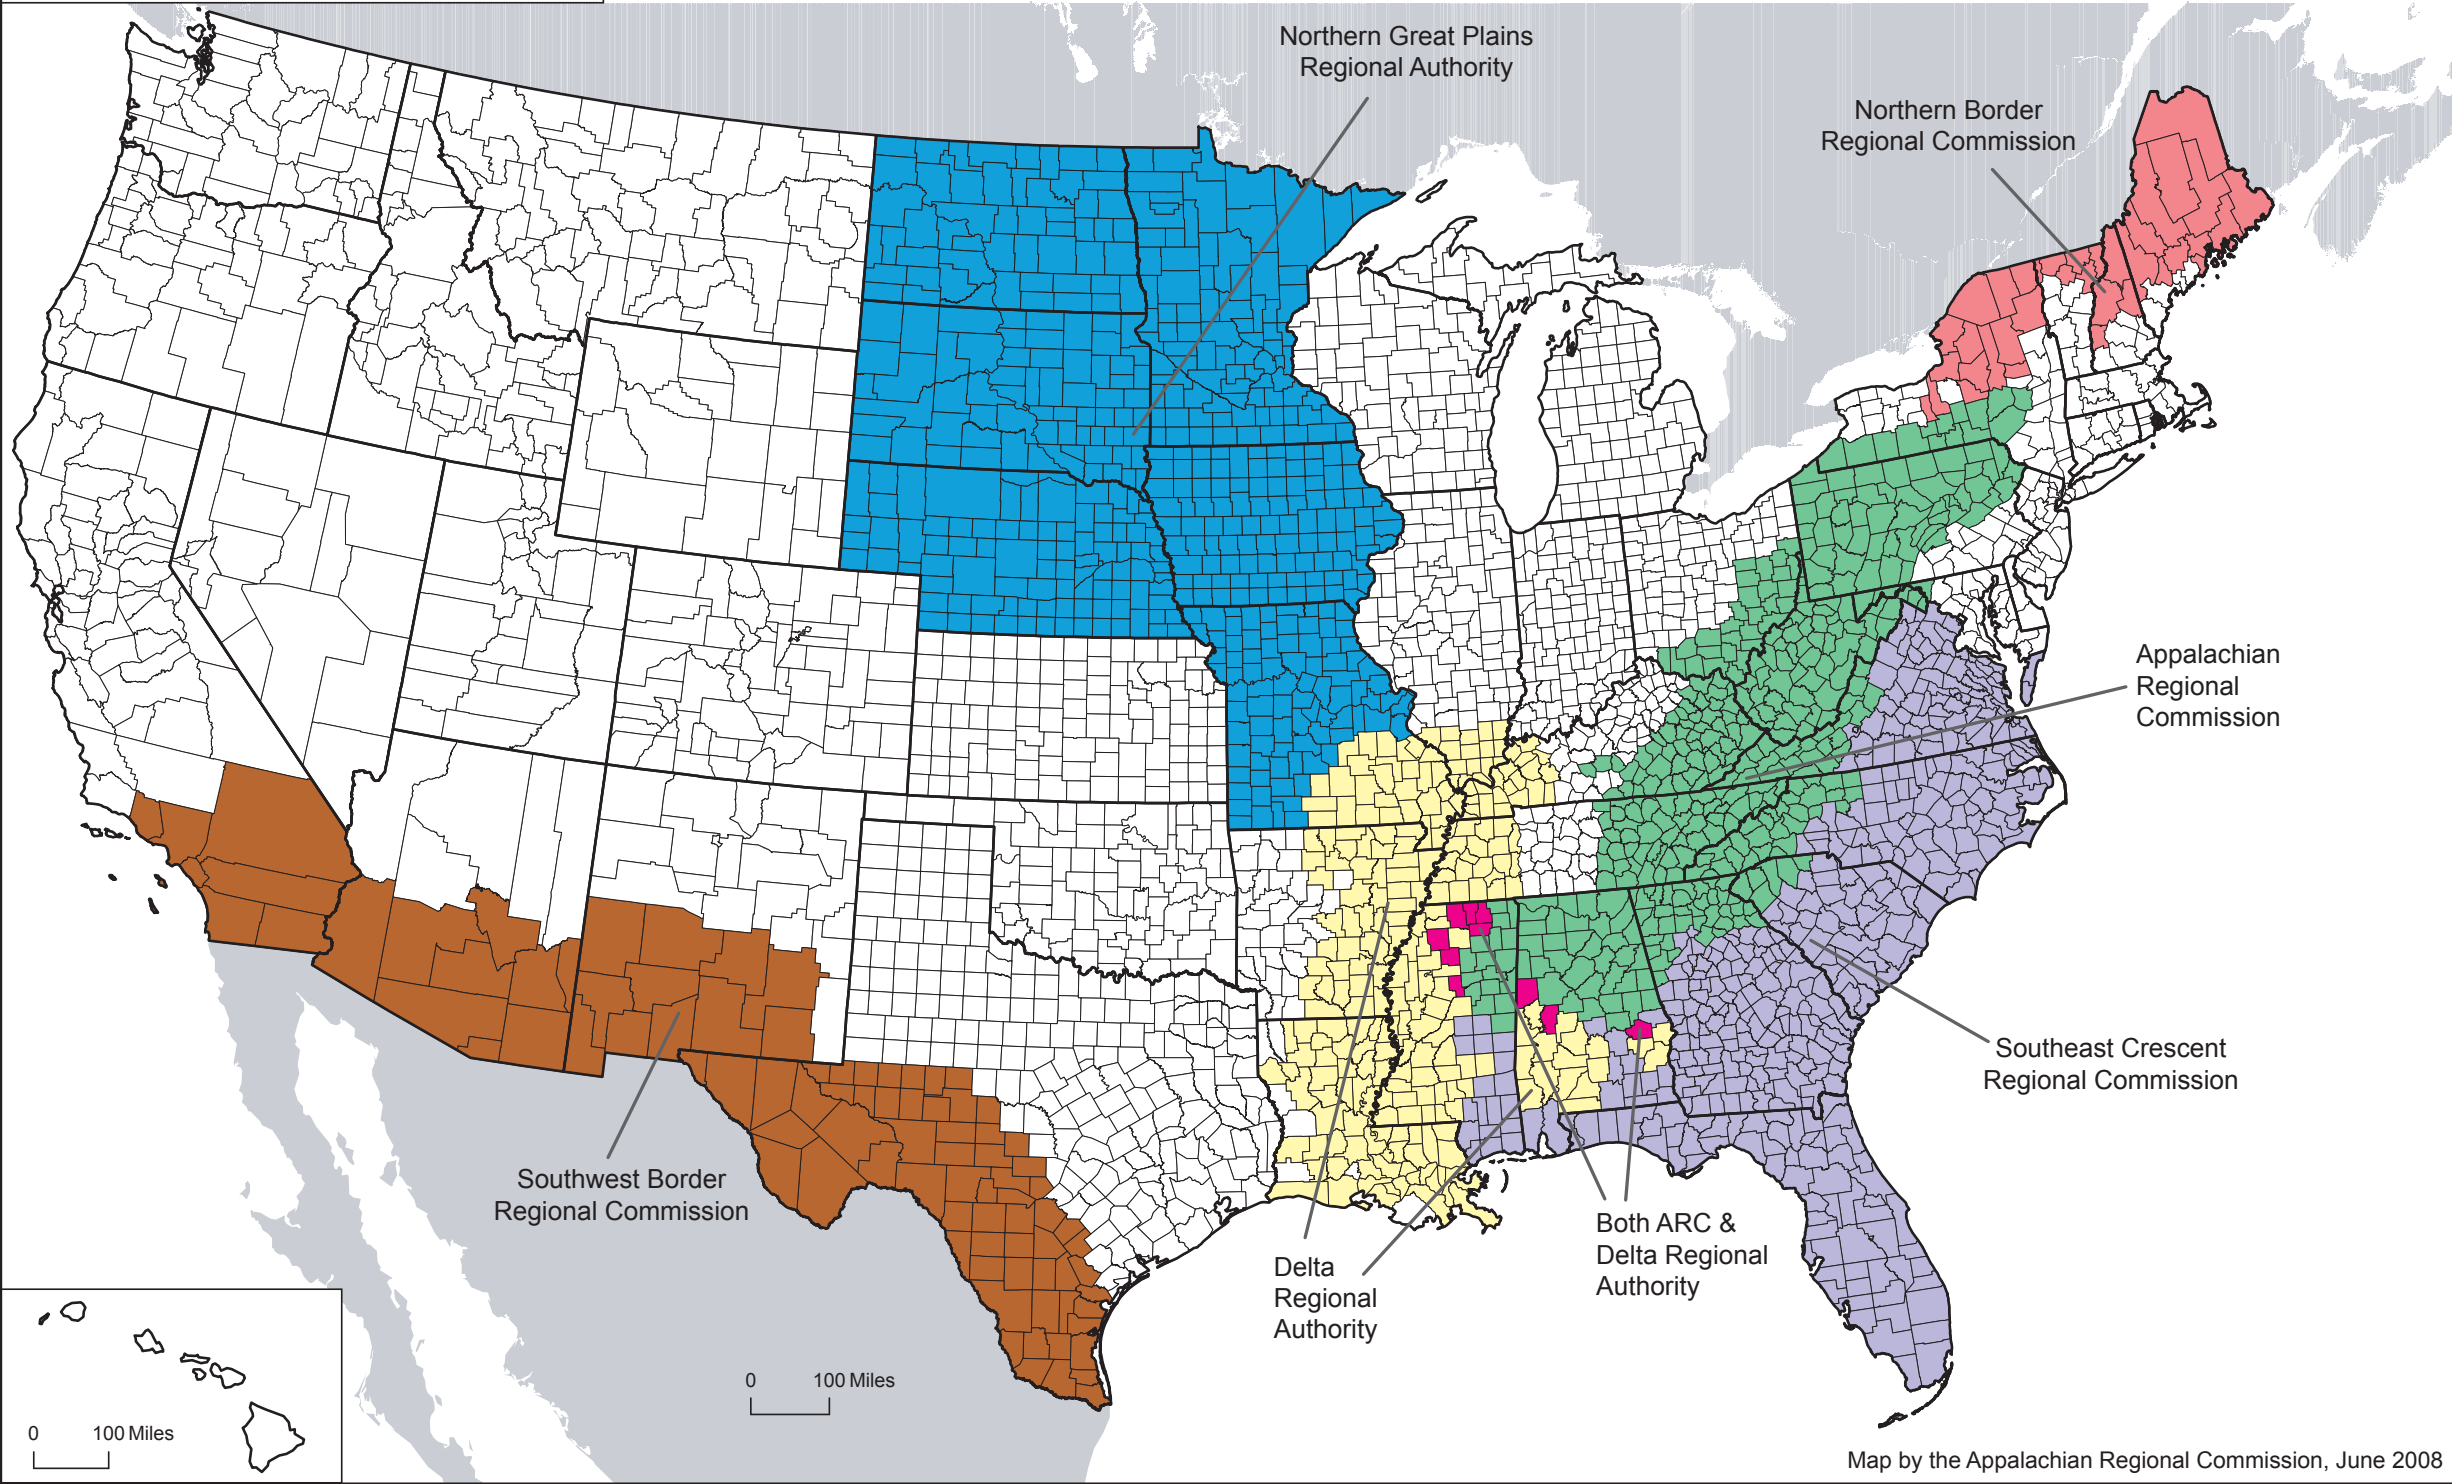 Northern Great Plains
Regional Authority
Northern Border
Regional Commission
Appalachian
Regional
Commission
Southeast Crescent
Regional Commission
Southwest Border
Regional Commission
Both ARC &
Delta Regional
Authority
Delta
Regional
Authority
0 100 Miles
0 100 Miles
Map by the Appalachian Regional Commission, June 2008